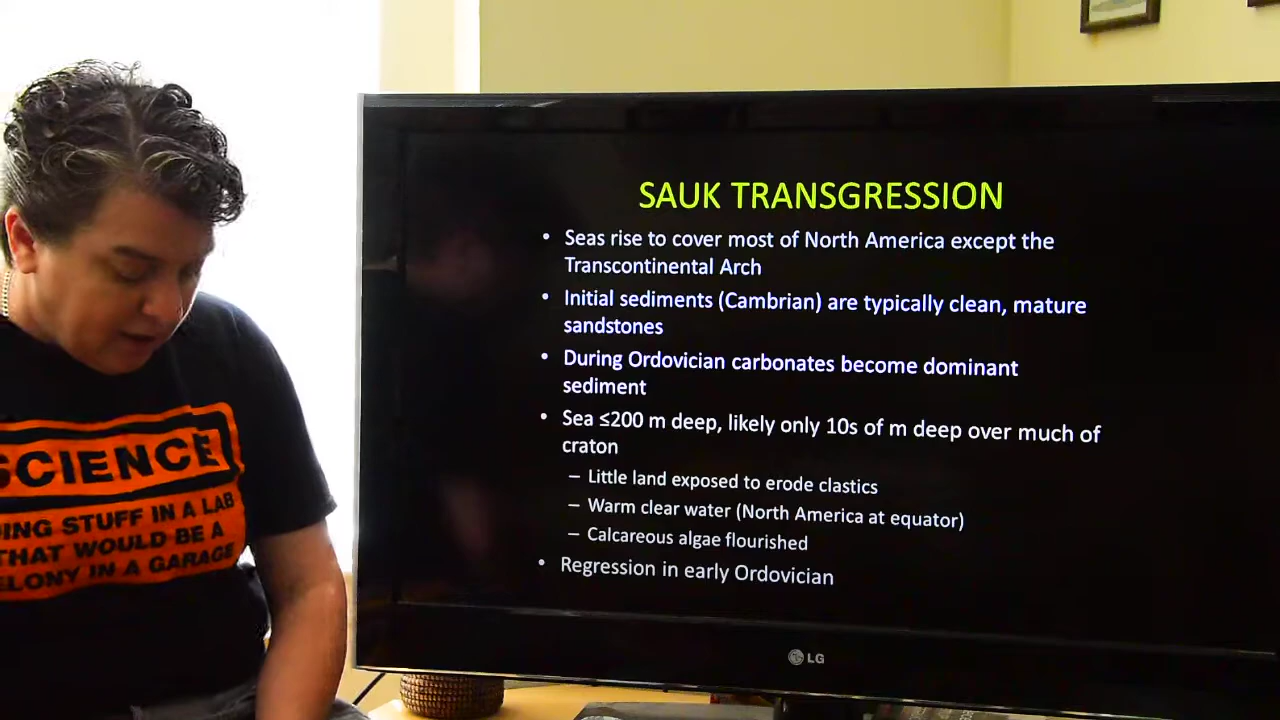 SAUK TRANSGRESSION
• Seas rise to cover most of North America except the
Transcontinental Arch
• Initial sediments (Cambrian) are typically clean, mature
sandstones
• During Ordovician carbonates become dominant
sediment
• Sea ≤200 m deep, likely only 10s of m deep over much of
craton
– Little land exposed to erode clastics
– Warm clear water (North America at equator)
– Calcareous algae flourished
• Regression in early Ordovician
LG
SCIENCE
ING STUFF IN A LAB
THAT WOULD BE A
ELONY IN A GARAGE